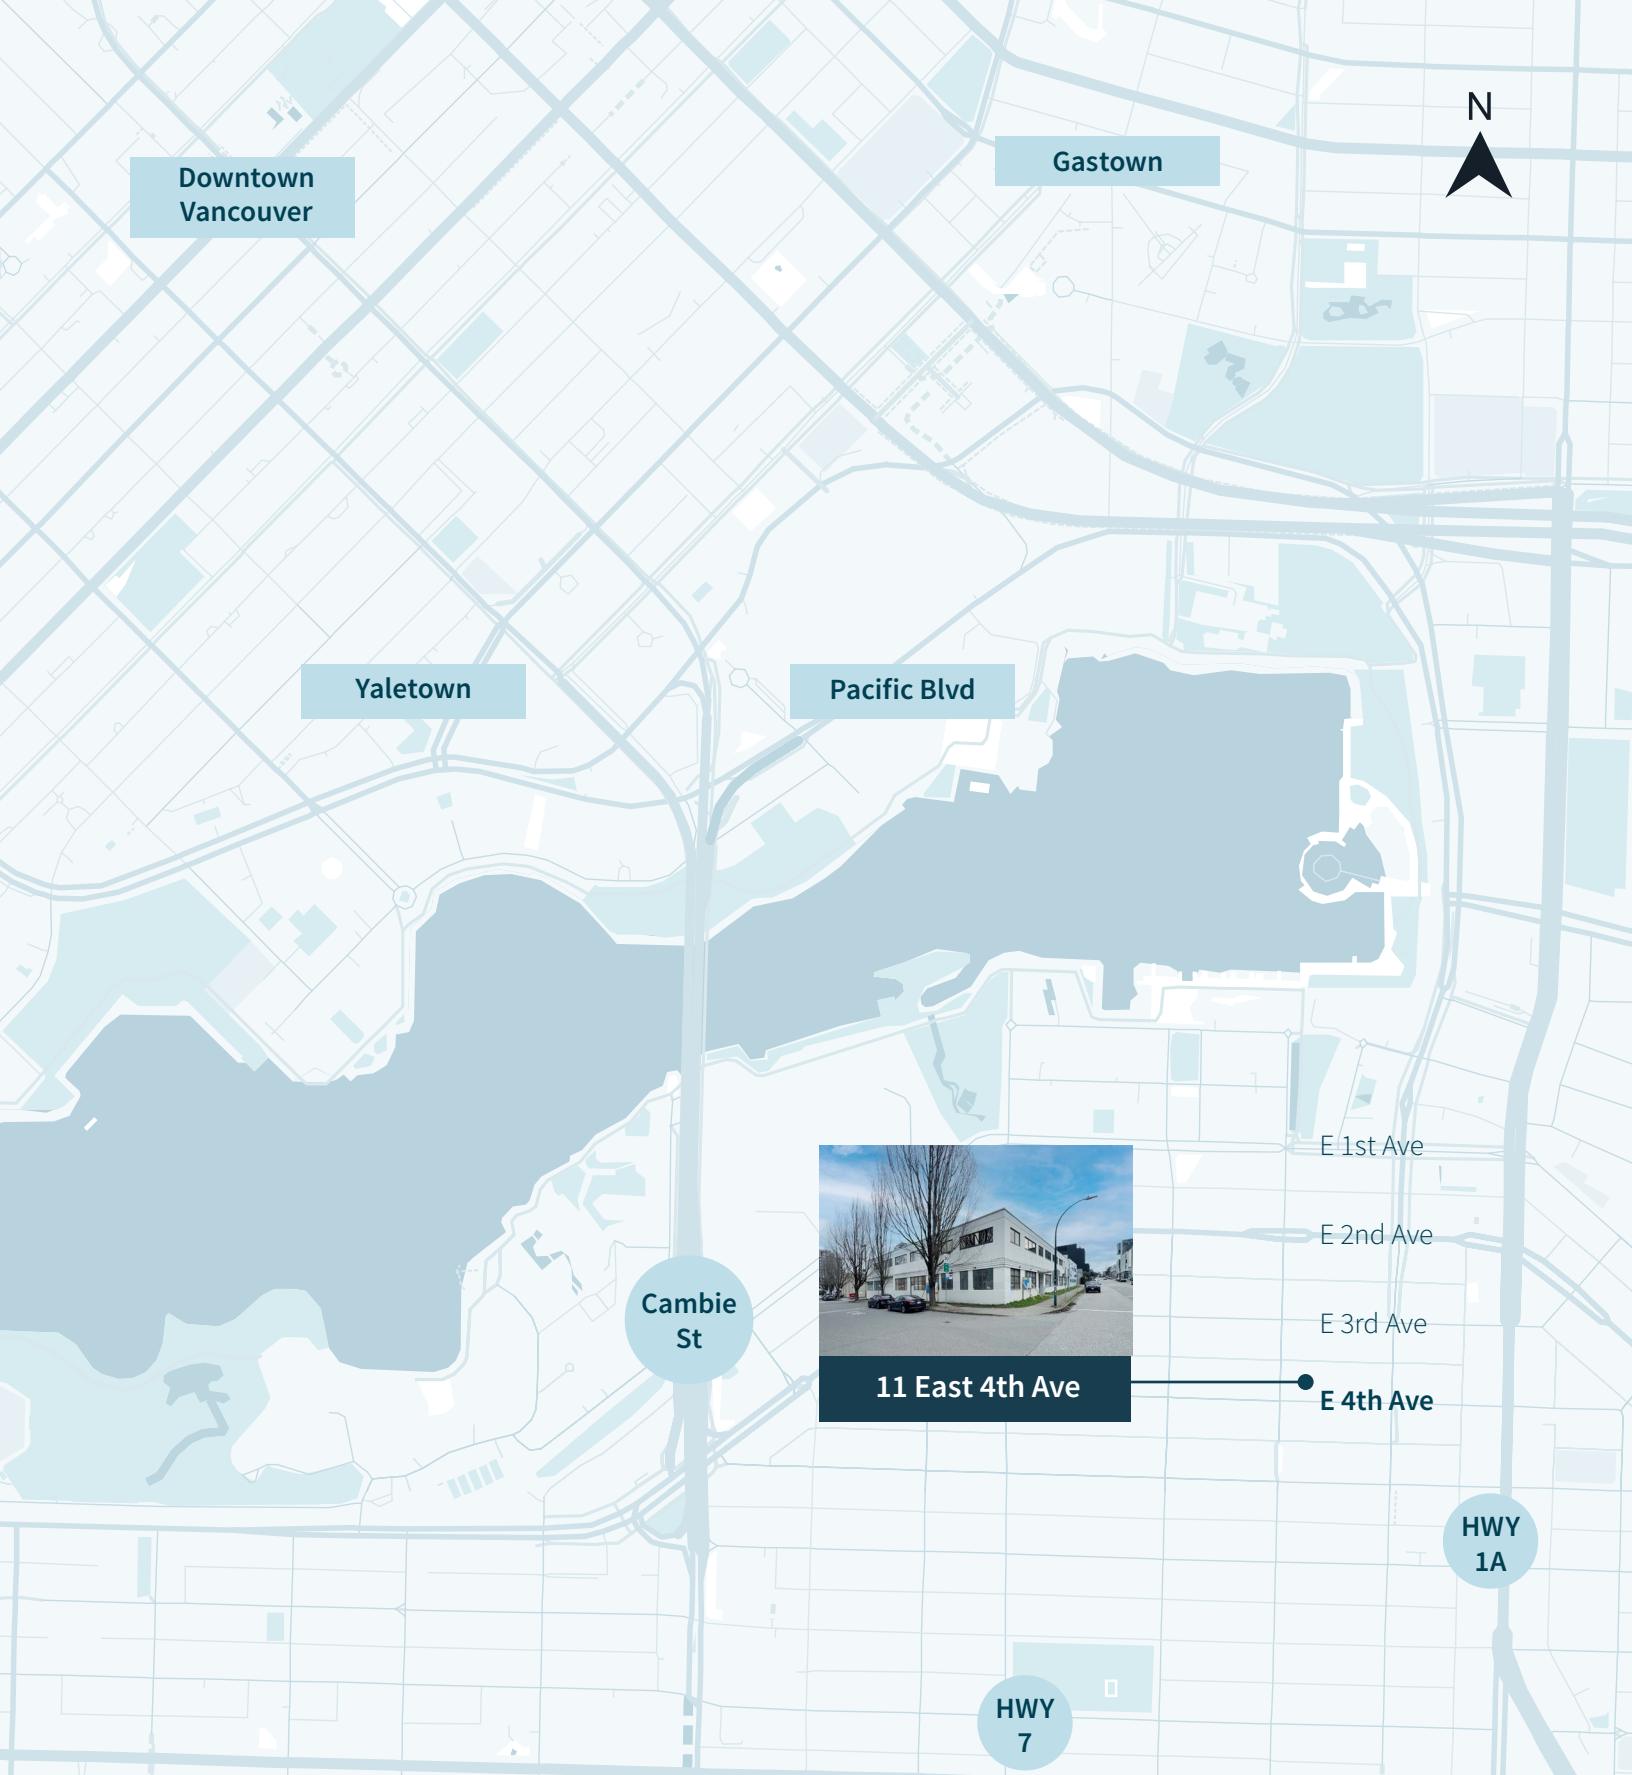 N
Gastown
Downtown
Vancouver
Yaletown
Pacific Blvd
E 1st Ave
E 2nd Ave
Cambie
St
E 3rd Ave
11 East 4th Ave
E 4th Ave
HWY
1A
HWY
7